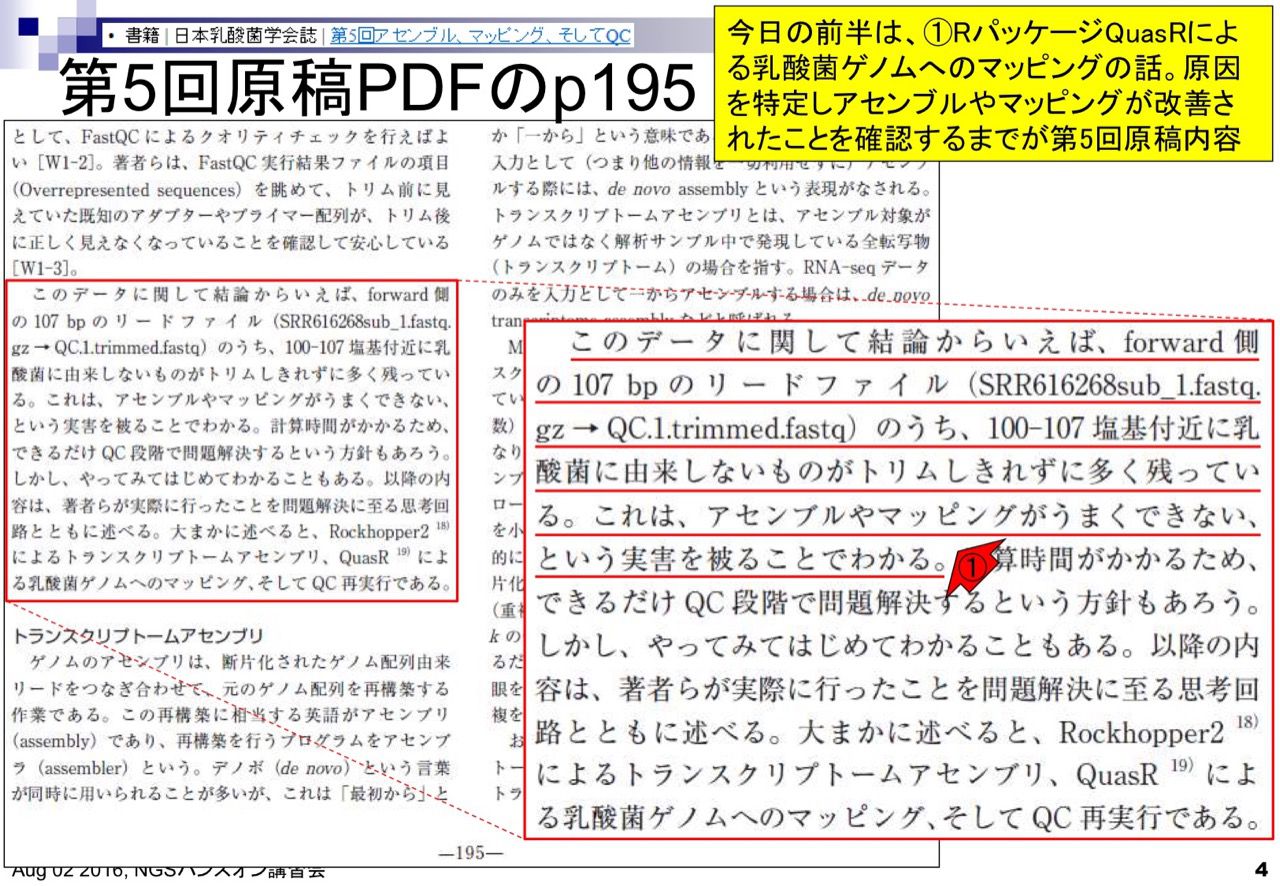 • 書籍 | 日本乳酸菌学会誌 | 第5回アセンブル、マッピング、そしてQC
第5回原稿PDFのp195
今日の前半は、①RパッケージQuasRによ
る乳酸菌ゲノムへのマッピングの話。原因
を特定しアセンブルやマッピングが改善さ
れたことを確認するまでが第5回原稿内容
として、FastQCによるクオリティチェックを行えばよ
い [W1-2]。著者らは、FastQC 実行結果ファイルの項目
(Overrepresented sequences) を眺めて、トリム前に見
えていた既知のアダプターやプライマー配列が、トリム後
に正しく見えなくなっていることを確認して安心している
[W1-3]。
このデータに関して結論からいえば、forward 側
の 107 bp のリードファイル (SRR616268sub_1.fastq.
gz → QC.1.trimmed.fastq) のうち、100-107 塩基付近に乳
酸菌に由来しないものがトリムしきれずに多く残ってい
る。これは、アセンブルやマッピングがうまくできない、
という実害を被ることでわかる。計算時間がかかるため、
できるだけ QC 段階で問題解決するという方針もあろう。
しかし、やってみてはじめてわかることもある。以降の内
容は、著者らが実際に行ったことを問題解決に至る思考回
路とともに述べる。大まかに述べると、Rockhopper2 18)
によるトランスクリプトームアセンブリ、QuasR 19) によ
る乳酸菌ゲノムへのマッピング、そして QC 再実行である。
トランスクリプトームアセンブリ
ゲノムのアセンブリは、断片化されたゲノム配列由来
リードをつなぎ合わせて、元のゲノム配列を再構築する
作業である。この再構築に相当する英語がアセンブリ
(assembly) であり、再構築を行うプログラムをアセンブ
ラ (assembler) という。デノボ (de novo) という言葉
が同時に用いられることが多いが、これは「最初から」と
か「一から」という意味であ
入力として (つまり他の情報を一切利用せずに) アセンブ
ルする際には、de novo assembly という表現がなされる。
トランスクリプトームアセンブリとは、アセンブル対象が
ゲノムではなく解析サンプル中で発現している全転写物
(トランスクリプトーム) の場合を指す。RNA-seq データ
のみを入力として一からアセンブルする場合は、de novo
transcriptome assembly などと呼ばれる。
M
スク
てい
数)
なり
ンブ
ロー
を小
的に
片化
(重複
k の
るだ
眼を
複を
お
トー
トラ
このデータに関して結論からいえば、forward 側
の 107 bp のリードファイル (SRR616268sub_1.fastq.
gz → QC.1.trimmed.fastq) のうち、100-107 塩基付近に乳
酸菌に由来しないものがトリムしきれずに多く残ってい
る。これは、アセンブルやマッピングがうまくできない、
という実害を被ることでわかる。①算時間がかかるため、
できるだけ QC 段階で問題解決するという方針もあろう。
しかし、やってみてはじめてわかることもある。以降の内
容は、著者らが実際に行ったことを問題解決に至る思考回
路とともに述べる。大まかに述べると、Rockhopper2 18)
によるトランスクリプトームアセンブリ、QuasR 19) によ
る乳酸菌ゲノムへのマッピング、そして QC 再実行である。
—195—
Aug 02 2016, NGSハンズオン講習会
4